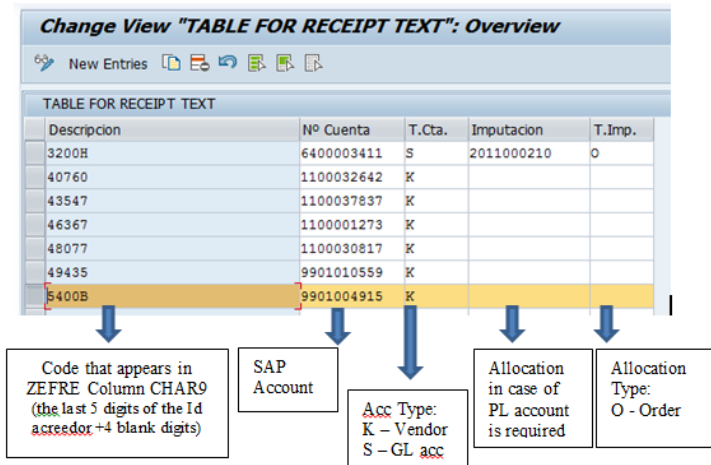 Change View "TABLE FOR RECEIPT TEXT": Overview
New Entries
TABLE FOR RECEIPT TEXT
Descripcion Nº Cuenta T.Cta. Imputacion T.Imp.
3200H 6400003411 S 2011000210 O
40760 1100032642 K
43547 1100037837 K
46367 1100001273 K
48077 1100030817 K
49435 9901010559 K
5400B 9901004915 K
Code that appears in
ZEFRE Column CHAR9
(the last 5 digits of the Id
acreedor +4 blank digits)
SAP
Account
Acc Type:
K – Vendor
S – GL acc
Allocation
in case of
PL account
is required
Allocation
Type:
O - Order